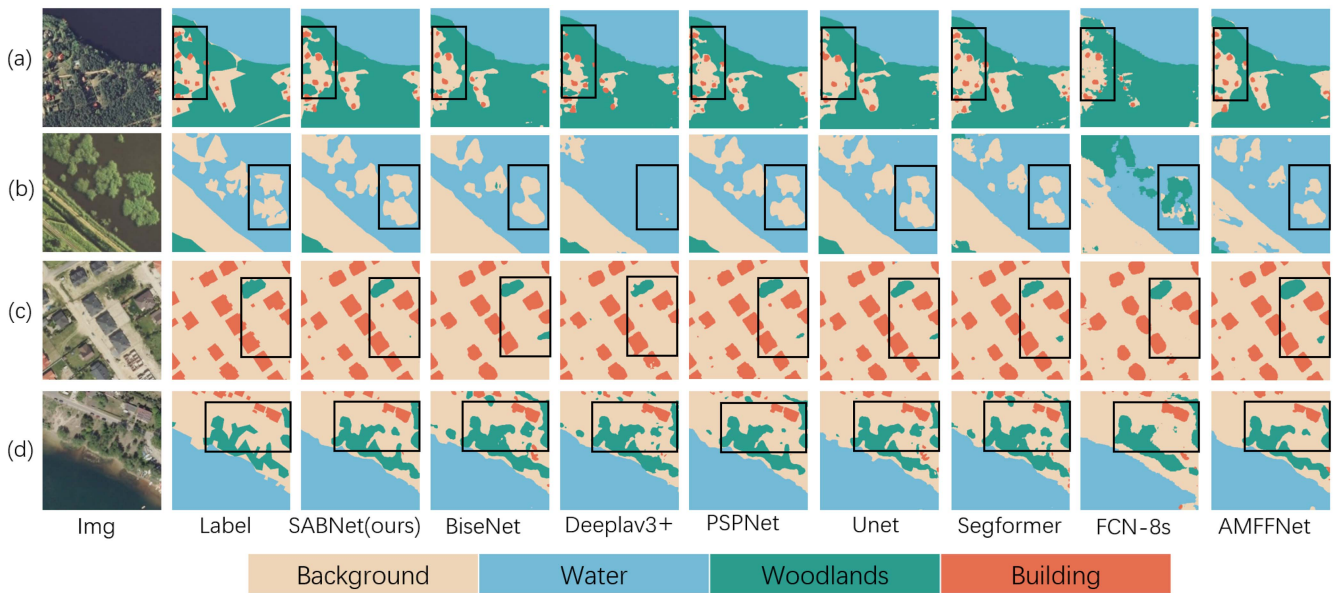 (a)
(b)
(c)
(d)
Img Label SABNet(ours) BiseNet Deeplav3+ PSPNet Unet Segformer FCN-8s AMFFNet
Background Water Woodlands Building